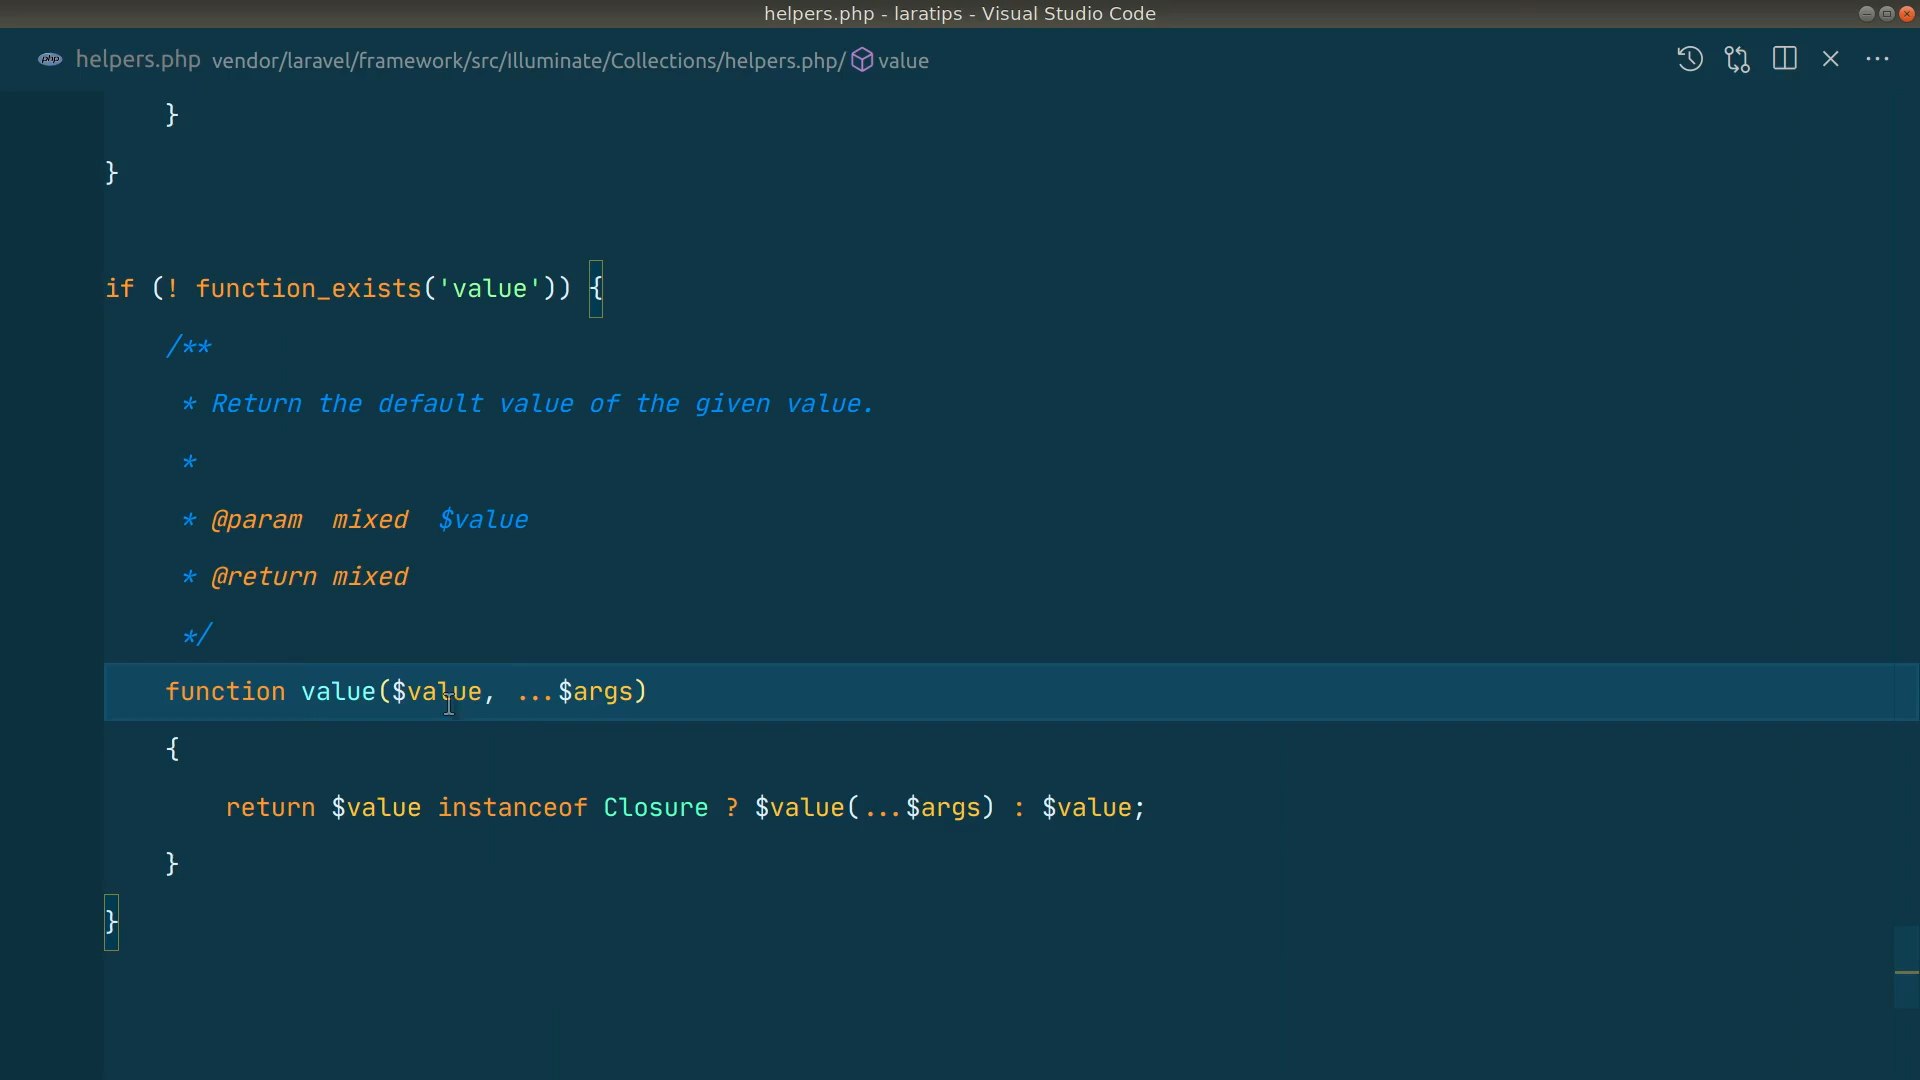 helpers.php - laratips - Visual Studio Code
php helpers.php vendor/laravel/framework/src/Illuminate/Collections/helpers.php/ value
}
}
if (! function_exists('value')) {
/**
* Return the default value of the given value.
*
* @param  mixed  $value
* @return mixed
*/
function value($value, ...$args)
{
return $value instanceof Closure ? $value(...$args) : $value;
}
}